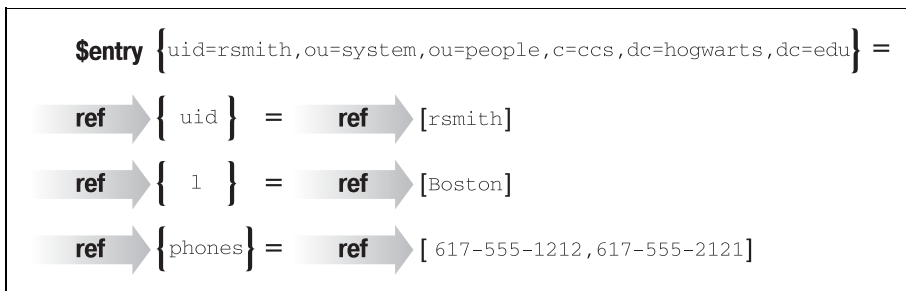 $entry {uid=rsmith,ou=system,ou=people,c=ccs,dc=hogwarts,dc=edu} =
ref { uid } = ref [rsmith]
ref { l } = ref [Boston]
ref {phones} = ref [ 617-555-1212,617-555-2121]